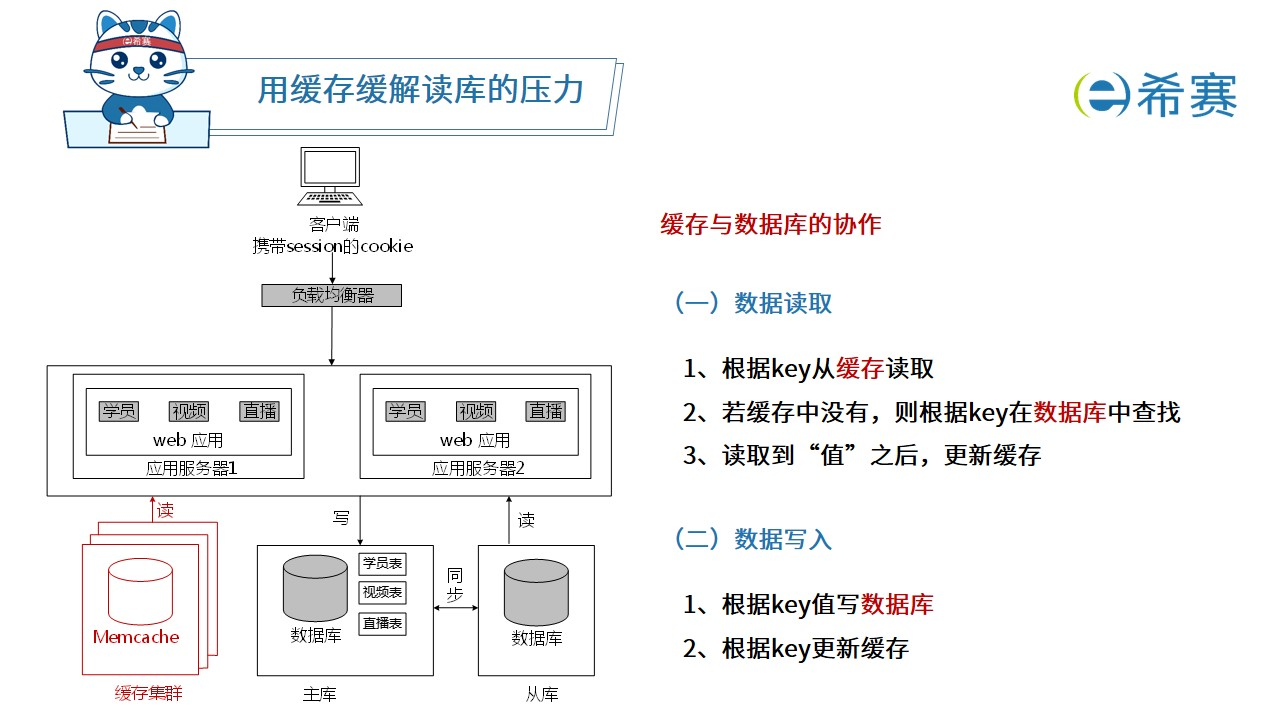 希赛
用缓存缓解读库的压力
希赛
客户端
携带session的cookie
负载均衡器
学员 视频 直播
web 应用
应用服务器1
学员 视频 直播
web 应用
应用服务器2
读
写
读
Memcache
缓存集群
数据库
学员表
视频表
直播表
主库
同步
数据库
从库
缓存与数据库的协作
（一）数据读取
1、根据key从缓存读取
2、若缓存中没有，则根据key在数据库中查找
3、读取到“值”之后，更新缓存
（二）数据写入
1、根据key值写数据库
2、根据key更新缓存